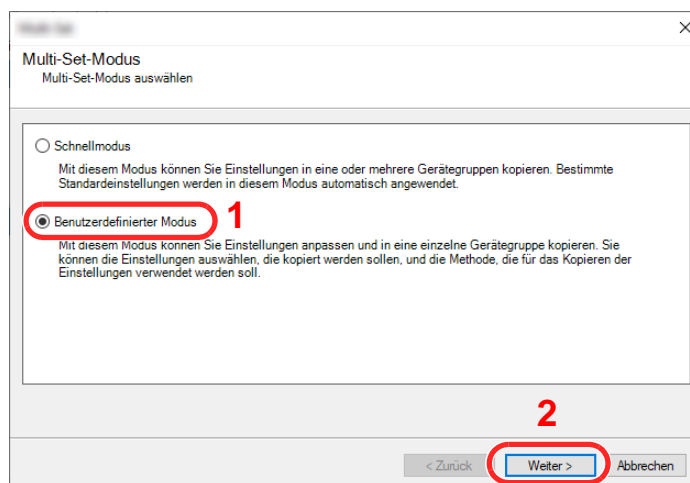 Multi-Set-Modus
Multi-Set-Modus auswählen
Schnellmodus
Mit diesem Modus können Sie Einstellungen in eine oder mehrere Gerätegruppen kopieren. Bestimmte
Standardeinstellungen werden in diesem Modus automatisch angewendet.
Benutzerdefinierter Modus 1
Mit diesem Modus können Sie Einstellungen anpassen und in eine einzelne Gerätegruppe kopieren. Sie
können die Einstellungen auswählen, die kopiert werden sollen, und die Methode, die für das Kopieren der
Einstellungen verwendet werden soll.
2
< Zurück Weiter > Abbrechen